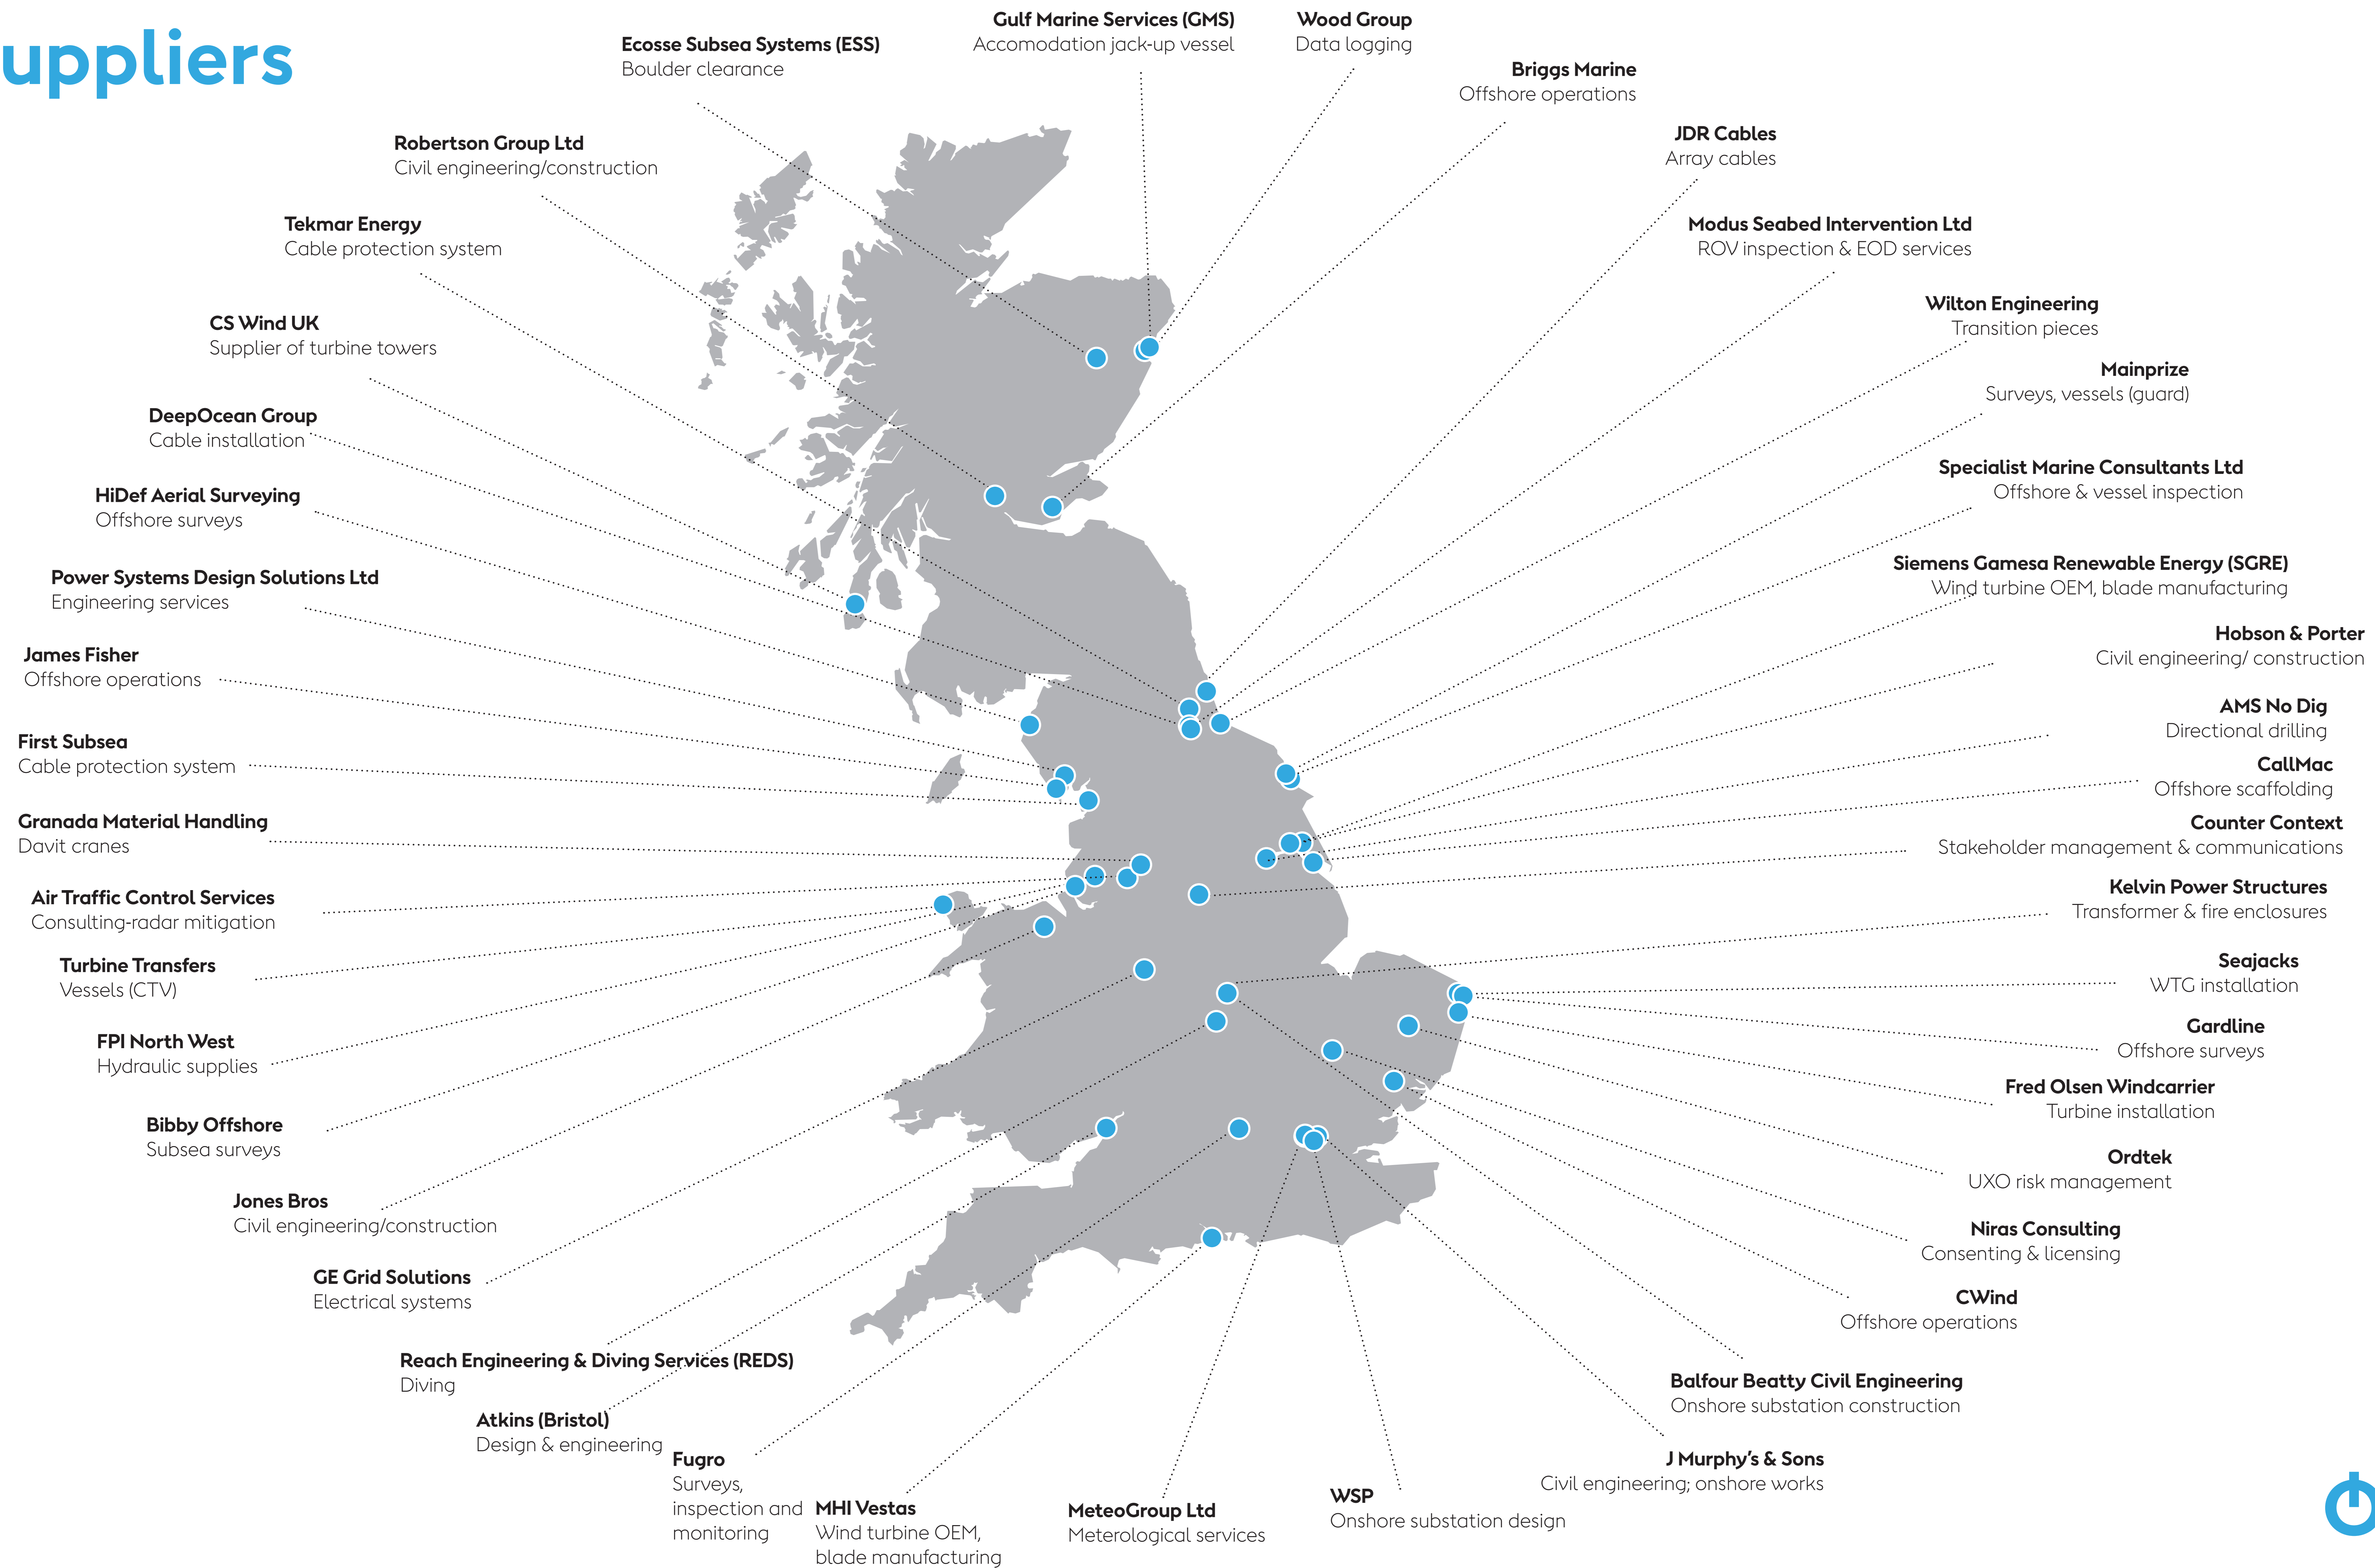 uppliers
Ecosse Subsea Systems (ESS)
Boulder clearance
Gulf Marine Services (GMS)
Accomodation jack-up vessel
Wood Group
Data logging
Briggs Marine
Offshore operations
JDR Cables
Array cables
Modus Seabed Intervention Ltd
ROV inspection & EOD services
Wilton Engineering
Transition pieces
Mainprize
Surveys, vessels (guard)
Specialist Marine Consultants Ltd
Offshore & vessel inspection
Siemens Gamesa Renewable Energy (SGRE)
Wind turbine OEM, blade manufacturing
Hobson & Porter
Civil engineering/ construction
AMS No Dig
Directional drilling
CallMac
Offshore scaffolding
Counter Context
Stakeholder management & communications
Kelvin Power Structures
Transformer & fire enclosures
Seajacks
WTG installation
Gardline
Offshore surveys
Fred Olsen Windcarrier
Turbine installation
Ordtek
UXO risk management
Niras Consulting
Consenting & licensing
CWind
Offshore operations
Balfour Beatty Civil Engineering
Onshore substation construction
J Murphy's & Sons
Civil engineering; onshore works
WSP
Onshore substation design
MeteoGroup Ltd
Meterological services
MHI Vestas
Wind turbine OEM,
blade manufacturing
Fugro
Surveys,
inspection and
monitoring
Atkins (Bristol)
Design & engineering
Reach Engineering & Diving Services (REDS)
Diving
GE Grid Solutions
Electrical systems
Jones Bros
Civil engineering/construction
Bibby Offshore
Subsea surveys
FPI North West
Hydraulic supplies
Turbine Transfers
Vessels (CTV)
Air Traffic Control Services
Consulting-radar mitigation
Granada Material Handling
Davit cranes
First Subsea
Cable protection system
James Fisher
Offshore operations
Power Systems Design Solutions Ltd
Engineering services
HiDef Aerial Surveying
Offshore surveys
DeepOcean Group
Cable installation
CS Wind UK
Supplier of turbine towers
Tekmar Energy
Cable protection system
Robertson Group Ltd
Civil engineering/construction